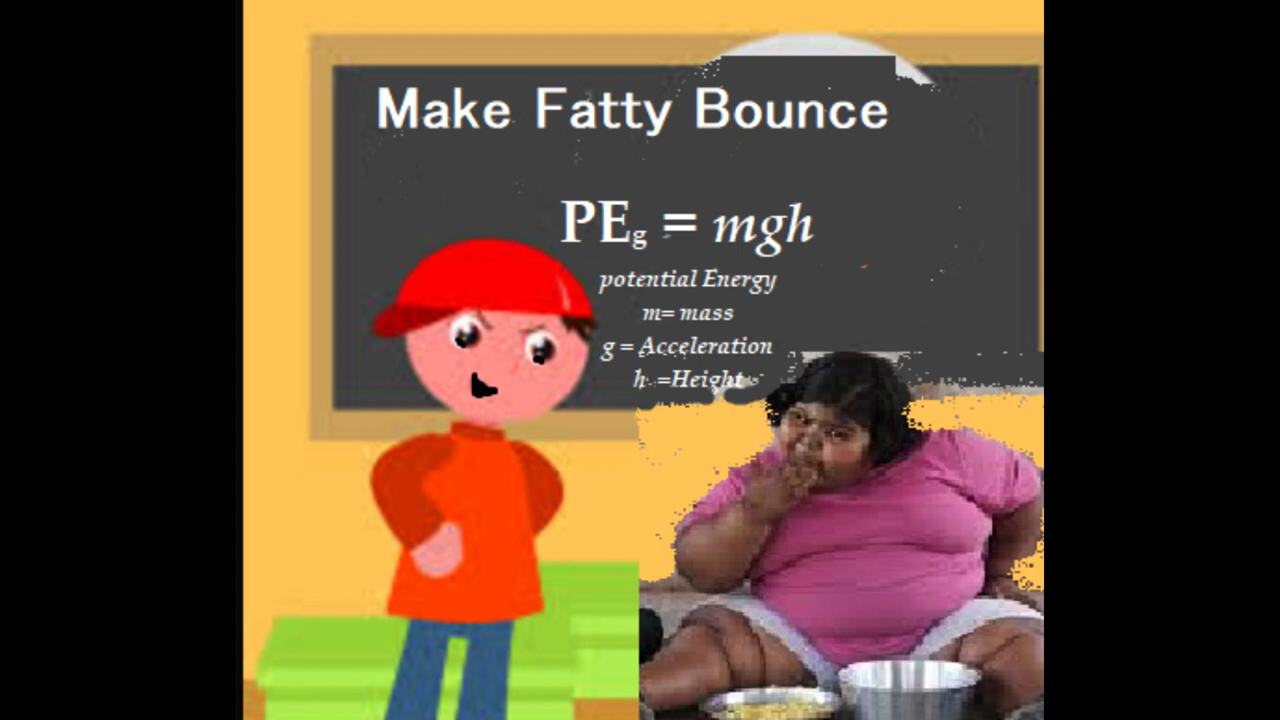 Make Fatty Bounce
PEg = mgh
potential Energy
m= mass
g = Acceleration
h =Height